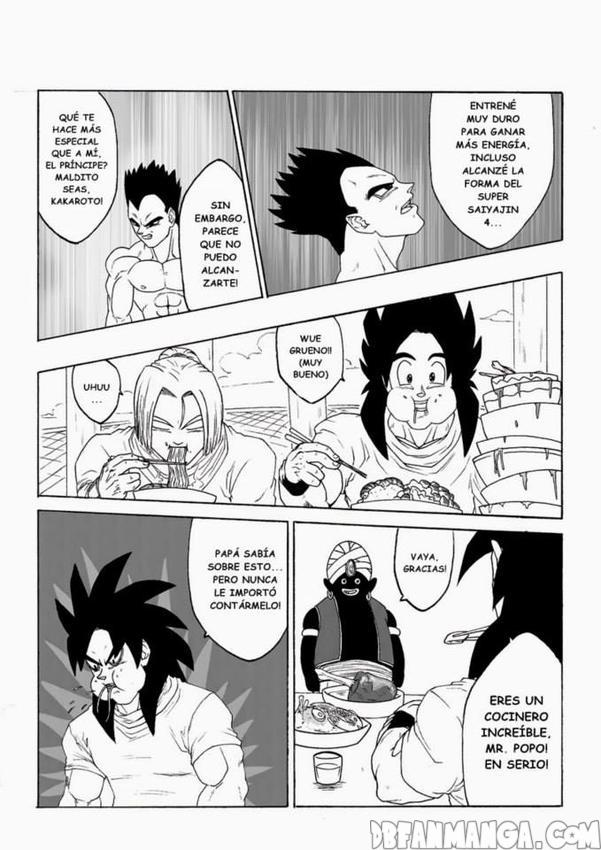 ENTRENÉ
MUY DURO
PARA GANAR
MÁS ENERGÍA,
INCLUSO
ALCANZÉ LA
FORMA DEL
SUPER
SAIYAJIN
4...
SIN
EMBARGO,
PARECE
QUE NO
PUEDO
ALCAN-
ZARTE!
QUÉ TE
HACE MÁS
ESPECIAL
QUE A MÍ,
EL PRÍNCIPE?
MALDITO
SEAS,
KAKAROTO!
WUE
GRUENO!!
(MUY
BUENO)
UHUU
...
ERES UN
COCINERO
INCREÍBLE,
MR. POPO!
EN SERIO!
VAYA,
GRACIAS!
PAPÁ SABÍA
SOBRE ESTO...
PERO NUNCA
LE IMPORTÓ
CONTÁRMELO!
DBFANMANGA.COM